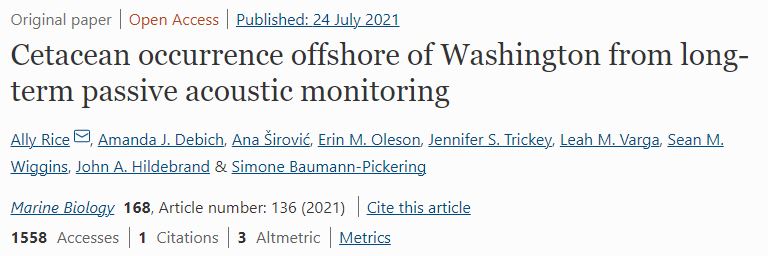 Original paper | Open Access | Published: 24 July 2021
Cetacean occurrence offshore of Washington from long-
term passive acoustic monitoring
Ally Rice, Amanda J. Debich, Ana Širović, Erin M. Oleson, Jennifer S. Trickey, Leah M. Varga, Sean M.
Wiggins, John A. Hildebrand & Simone Baumann-Pickering
Marine Biology 168, Article number: 136 (2021) | Cite this article
1558 Accesses | 1 Citations | 3 Altmetric | Metrics